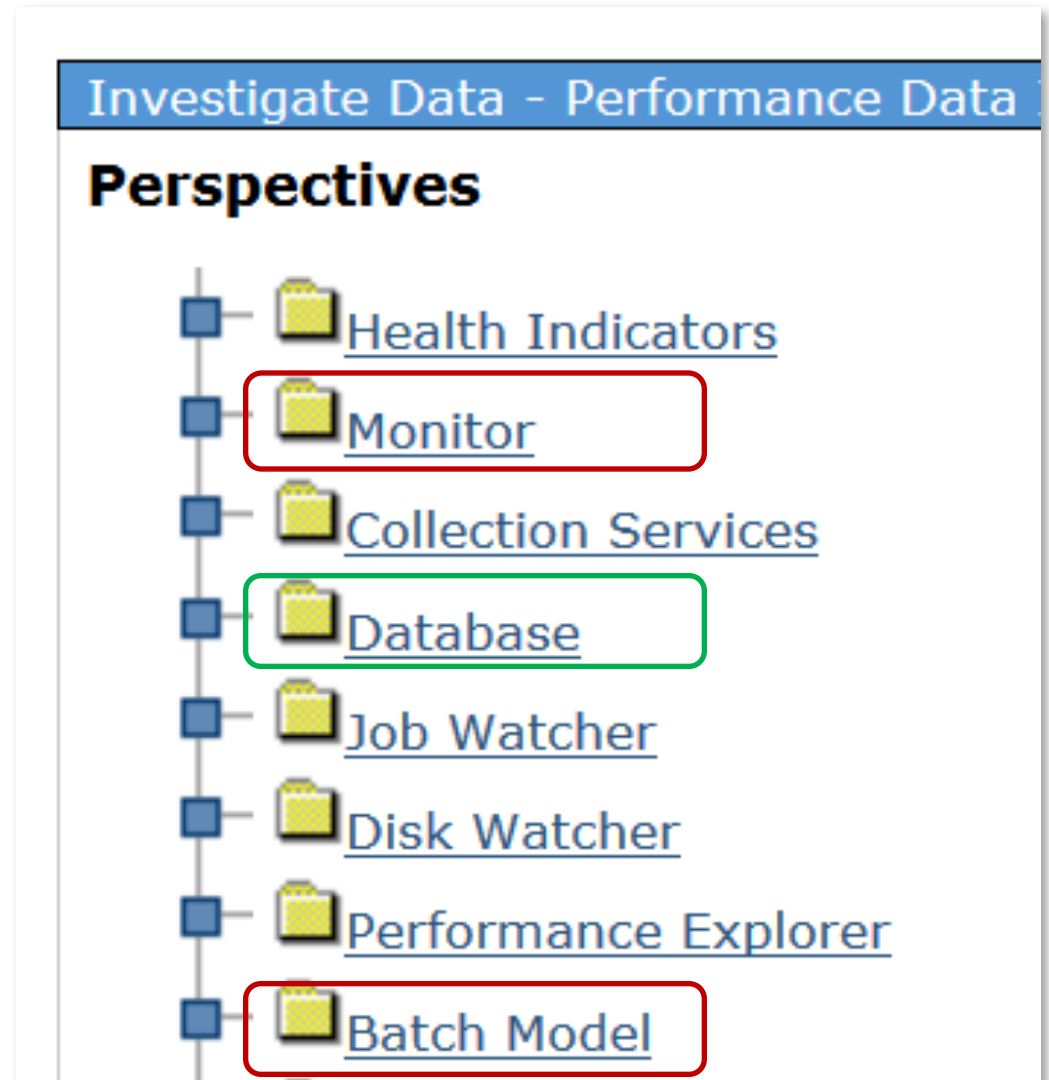 Investigate Data - Performance Data
Perspectives
Health Indicators
Monitor
Collection Services
Database
Job Watcher
Disk Watcher
Performance Explorer
Batch Model